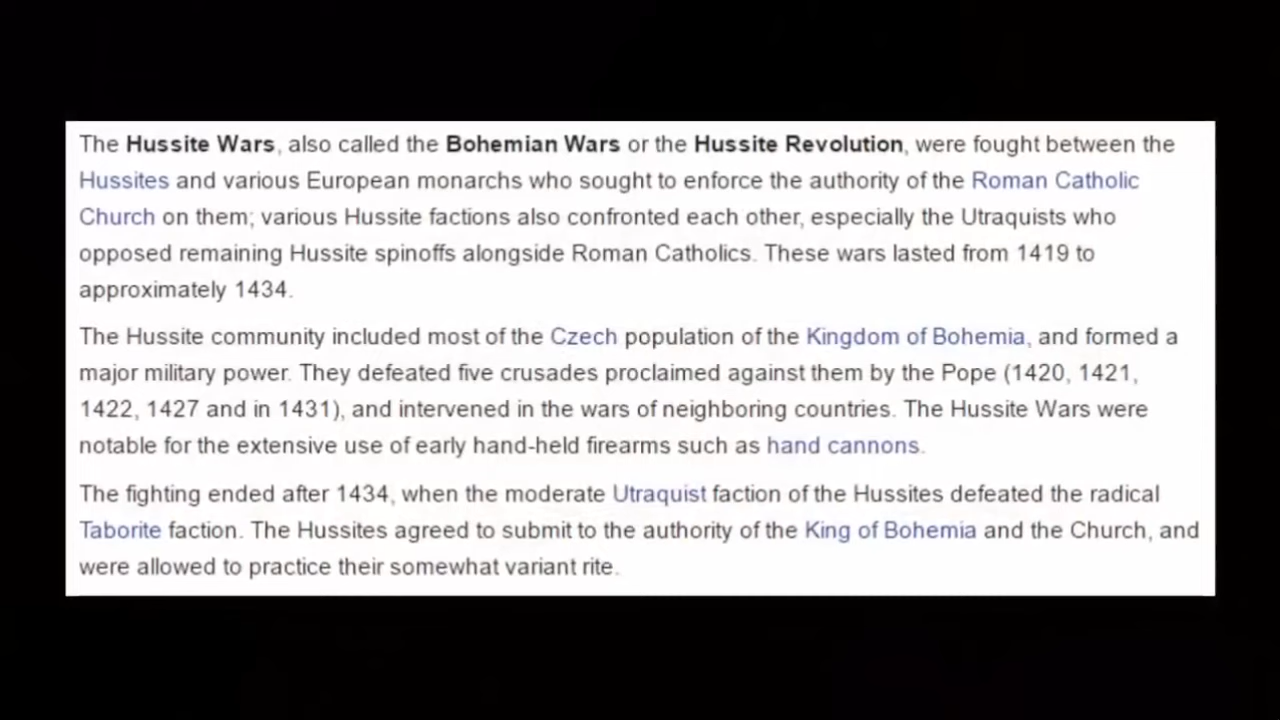 The Hussite Wars, also called the Bohemian Wars or the Hussite Revolution, were fought between the
Hussites and various European monarchs who sought to enforce the authority of the Roman Catholic
Church on them; various Hussite factions also confronted each other, especially the Utraquists who
opposed remaining Hussite spinoffs alongside Roman Catholics. These wars lasted from 1419 to
approximately 1434.
The Hussite community included most of the Czech population of the Kingdom of Bohemia, and formed a
major military power. They defeated five crusades proclaimed against them by the Pope (1420, 1421,
1422, 1427 and in 1431), and intervened in the wars of neighboring countries. The Hussite Wars were
notable for the extensive use of early hand-held firearms such as hand cannons.
The fighting ended after 1434, when the moderate Utraquist faction of the Hussites defeated the radical
Taborite faction. The Hussites agreed to submit to the authority of the King of Bohemia and the Church, and
were allowed to practice their somewhat variant rite.